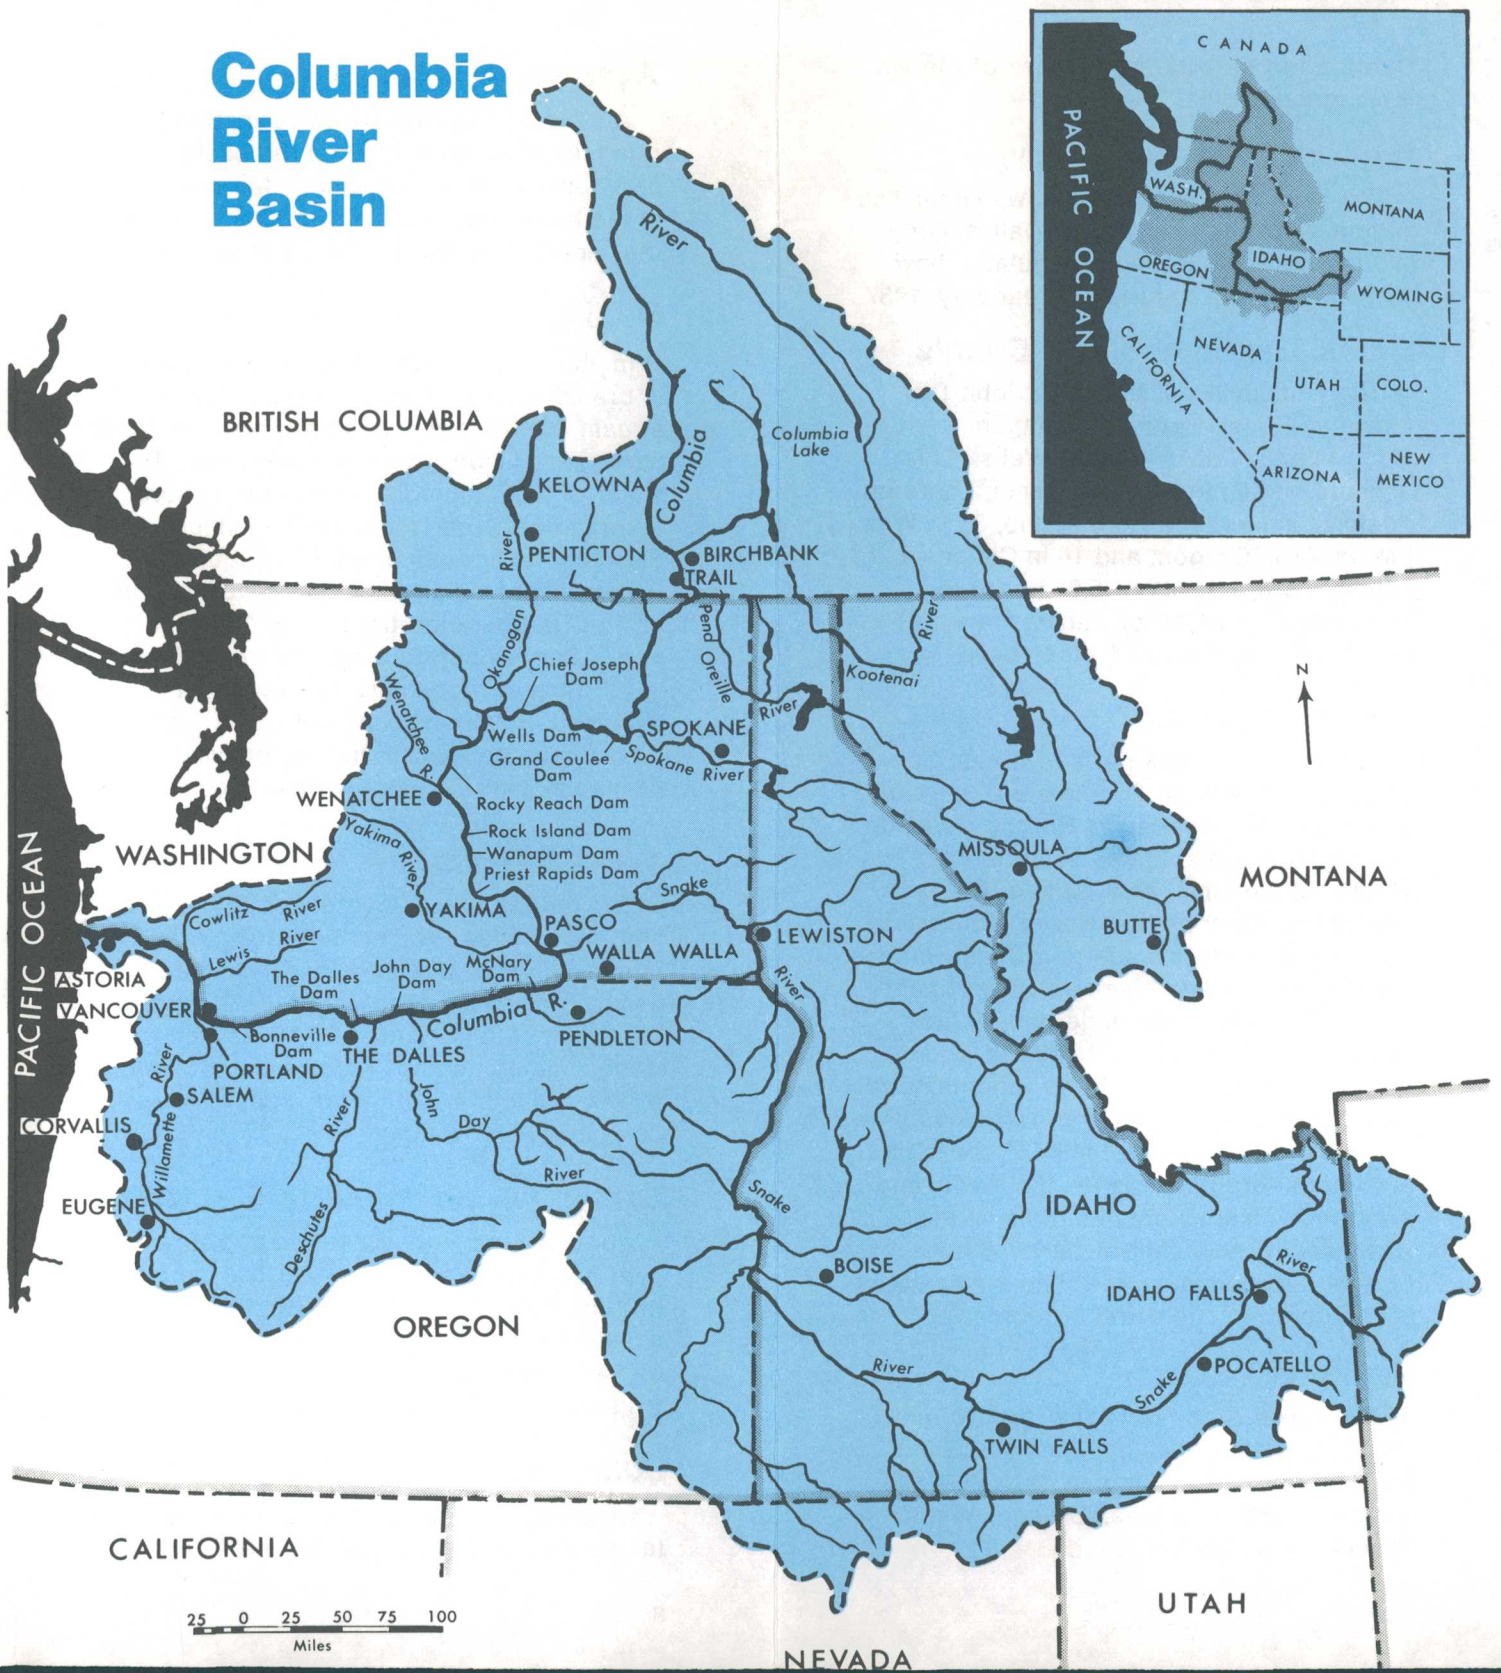 Columbia
River
Basin
CANADA
PACIFIC OCEAN
WASH.
MONTANA
OREGON
IDAHO
WYOMING
CALIFORNIA
NEVADA
UTAH
COLO.
ARIZONA
NEW
MEXICO
River
BRITISH COLUMBIA
Columbia
Lake
Columbia
KELOWNA
River
PENTICTON
BIRCHBANK
TRAIL
Okanogan
Pend Oreille
River
River
Kootenai
Chief Joseph
Dam
N
Wenatchee
R.
Wells Dam
Grand Coulee
Dam
SPOKANE
Spokane River
WENATCHEE
Rocky Reach Dam
Yakima River
Rock Island Dam
Wanapum Dam
Priest Rapids Dam
WASHINGTON
MISSOULA
MONTANA
PACIFIC OCEAN
Cowlitz River
YAKIMA
Snake
PASCO
BUTTE
Lewis River
WALLA WALLA
LEWISTON
ASTORIA
The Dalles
Dam
John Day
Dam
McNary
Dam
River
VANCOUVER
Columbia R.
Bonneville
Dam
THE DALLES
PENDLETON
PORTLAND
River
SALEM
River
John
Day
River
CORVALLIS
Willamette
Snake
IDAHO
EUGENE
Deschutes
BOISE
River
IDAHO FALLS
OREGON
River
Snake
POCATELLO
TWIN FALLS
CALIFORNIA
UTAH
25 0 25 50 75 100
Miles
NEVADA